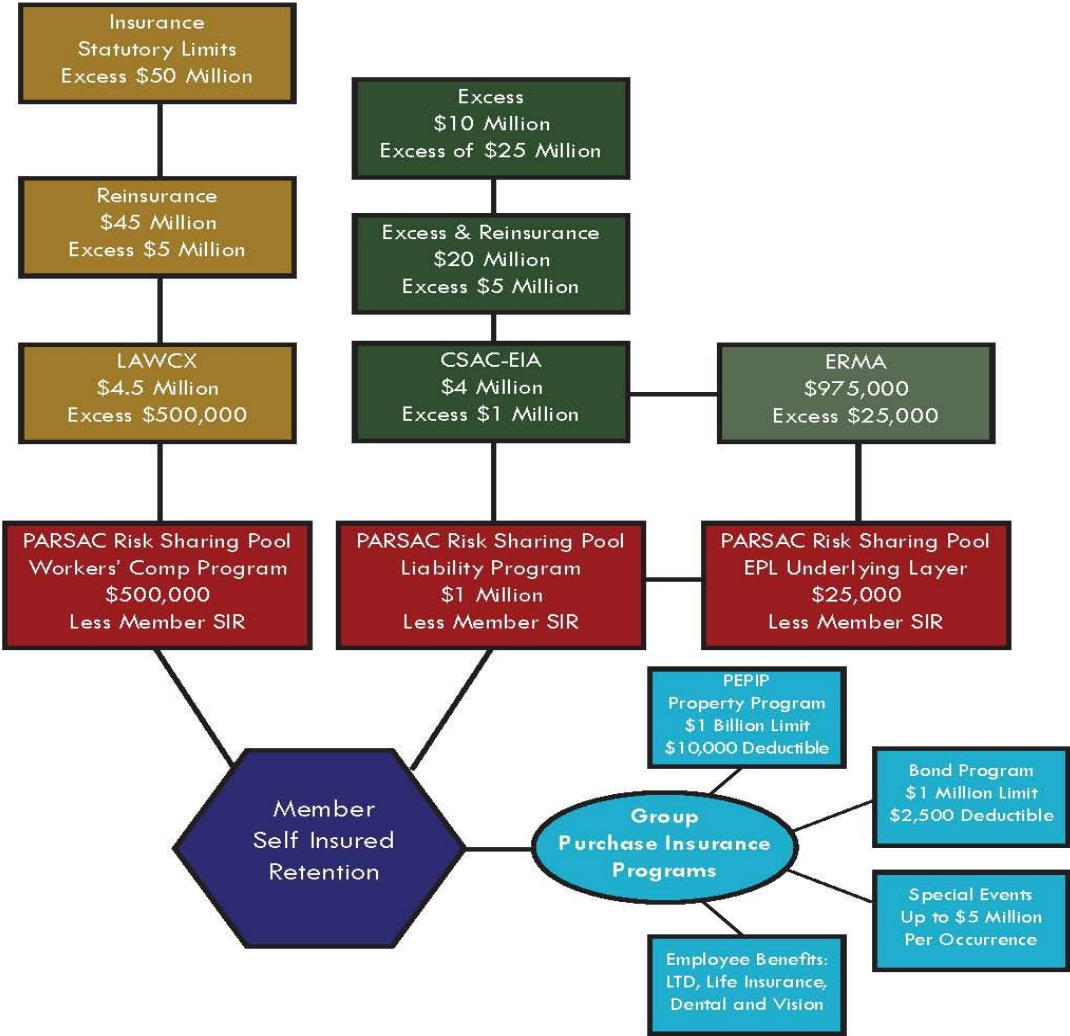 Insurance
Statutory Limits
Excess $50 Million
Excess
$10 Million
Excess of $25 Million
Reinsurance
$45 Million
Excess $5 Million
Excess & Reinsurance
$20 Million
Excess $5 Million
LAWCX
$4.5 Million
Excess $500,000
CSAC-EIA
$4 Million
Excess $1 Million
ERMA
$975,000
Excess $25,000
PARSAC Risk Sharing Pool
Workers' Comp Program
$500,000
Less Member SIR
PARSAC Risk Sharing Pool
Liability Program
$1 Million
Less Member SIR
PARSAC Risk Sharing Pool
EPL Underlying Layer
$25,000
Less Member SIR
PEPIP
Property Program
$1 Billion Limit
$10,000 Deductible
Member
Self Insured
Retention
Group
Purchase Insurance
Programs
Bond Program
$1 Million Limit
$2,500 Deductible
Special Events
Up to $5 Million
Per Occurrence
Employee Benefits:
LTD, Life Insurance,
Dental and Vision